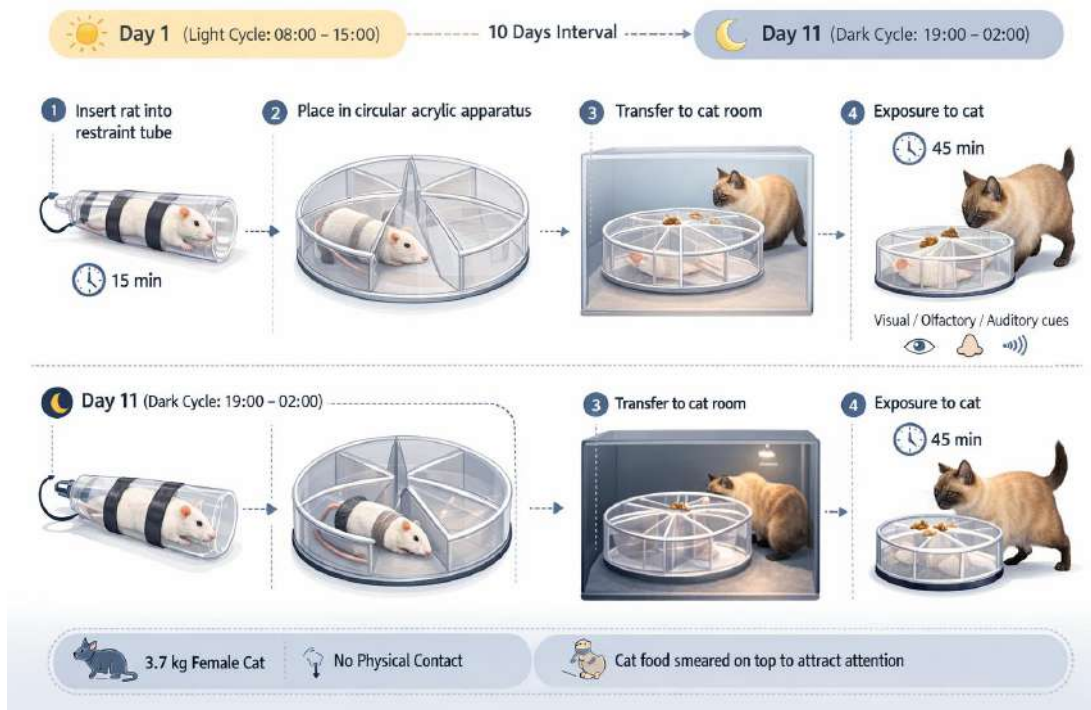 Day 1 (Light Cycle: 08:00 – 15:00)
10 Days Interval
Day 11 (Dark Cycle: 19:00 – 02:00)
1 Insert rat into
restraint tube
2 Place in circular acrylic apparatus
3 Transfer to cat room
4 Exposure to cat
45 min
15 min
Visual / Olfactory / Auditory cues
Day 11 (Dark Cycle: 19:00 – 02:00)
3 Transfer to cat room
4 Exposure to cat
45 min
3.7 kg Female Cat
No Physical Contact
Cat food smeared on top to attract attention